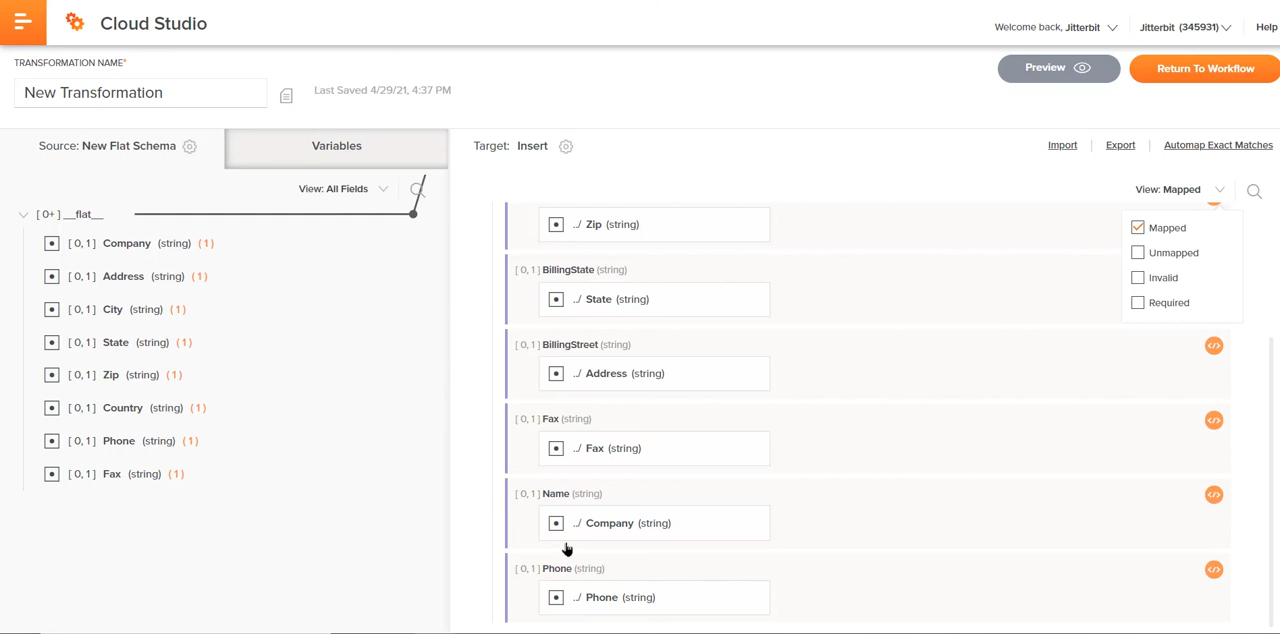 Cloud Studio
Welcome back, Jitterbit
Jitterbit (345931)
Help
TRANSFORMATION NAME*
New Transformation
Last Saved 4/29/21, 4:37 PM
Preview
Return To Workflow
Source: New Flat Schema
Variables
View: All Fields
[ 0+ ] __flat__
[ 0, 1 ] Company (string) (1)
[ 0, 1 ] Address (string) (1)
[ 0, 1 ] City (string) (1)
[ 0, 1 ] State (string) (1)
[ 0, 1 ] Zip (string) (1)
[ 0, 1 ] Country (string) (1)
[ 0, 1 ] Phone (string) (1)
[ 0, 1 ] Fax (string) (1)
Target: Insert
Import
Export
Automap Exact Matches
View: Mapped
Mapped
Unmapped
Invalid
Required
../ Zip (string)
[ 0, 1 ] BillingState (string)
../ State (string)
[ 0, 1 ] BillingStreet (string)
../ Address (string)
</>
[ 0, 1 ] Fax (string)
../ Fax (string)
</>
[ 0, 1 ] Name (string)
../ Company (string)
</>
[ 0, 1 ] Phone (string)
../ Phone (string)
</>